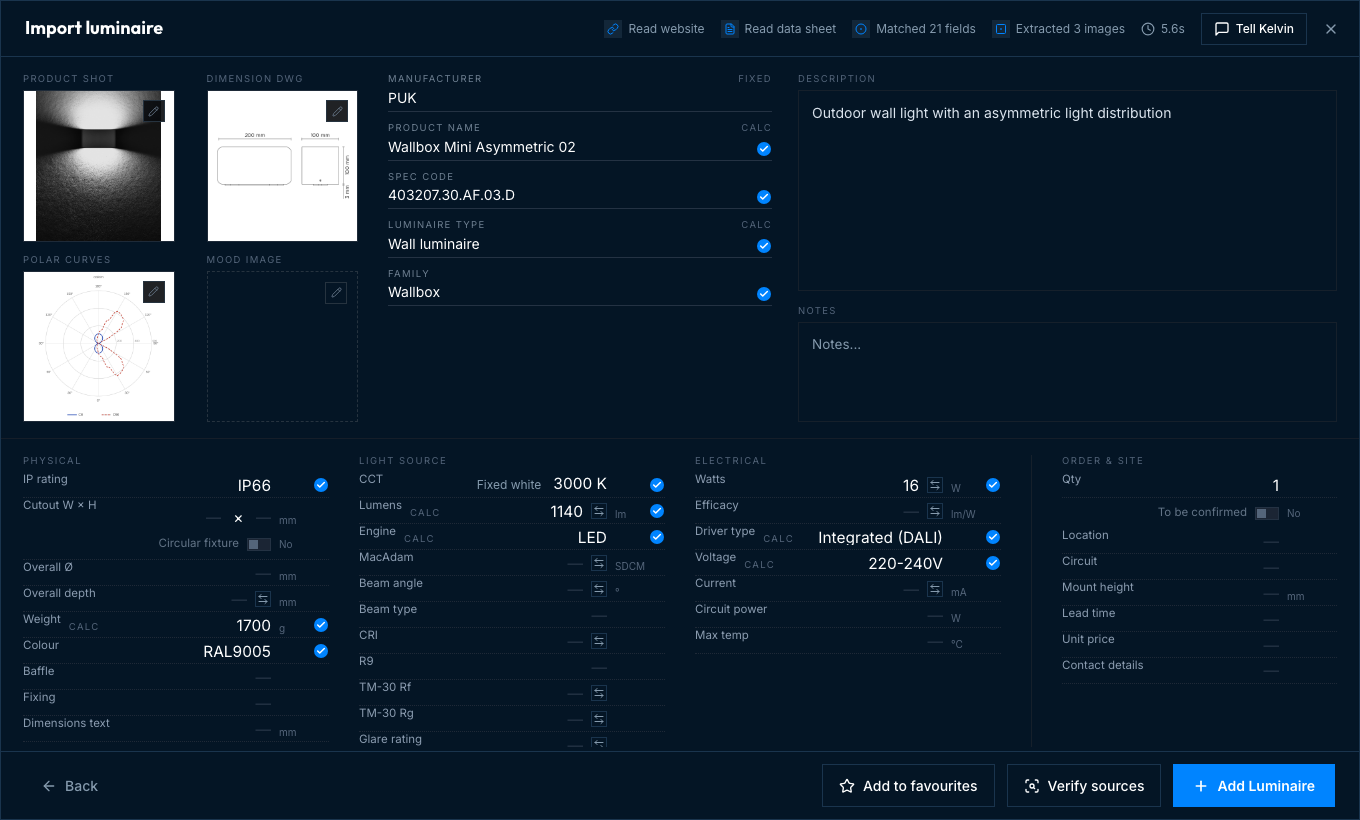 Import luminaire
Read website
Read data sheet
Matched 21 fields
Extracted 3 images
5.6s
Tell Kelvin
PRODUCT SHOT
DIMENSION DWG
200 mm
100 mm
100 mm
3 mm
POLAR CURVES
MOOD IMAGE
MANUFACTURER FIXED
PUK
PRODUCT NAME CALC
Wallbox Mini Asymmetric 02
SPEC CODE
403207.30.AF.03.D
LUMINAIRE TYPE CALC
Wall luminaire
FAMILY
Wallbox
DESCRIPTION
Outdoor wall light with an asymmetric light distribution
NOTES
Notes...
PHYSICAL
IP rating IP66
Cutout W × H
— × — mm
Circular fixture No
Overall Ø — mm
Overall depth — mm
Weight CALC 1700 g
Colour RAL9005
Baffle —
Fixing —
Dimensions text — mm
LIGHT SOURCE
CCT Fixed white 3000 K
Lumens CALC 1140 lm
Engine CALC LED
MacAdam — SDCM
Beam angle — °
Beam type —
CRI —
R9 —
TM-30 Rf —
TM-30 Rg —
Glare rating —
ELECTRICAL
Watts 16 W
Efficacy — lm/W
Driver type CALC Integrated (DALI)
Voltage CALC 220-240V
Current — mA
Circuit power — W
Max temp — °C
ORDER & SITE
Qty 1
To be confirmed No
Location —
Circuit —
Mount height — mm
Lead time —
Unit price —
Contact details —
Back
Add to favourites
Verify sources
Add Luminaire